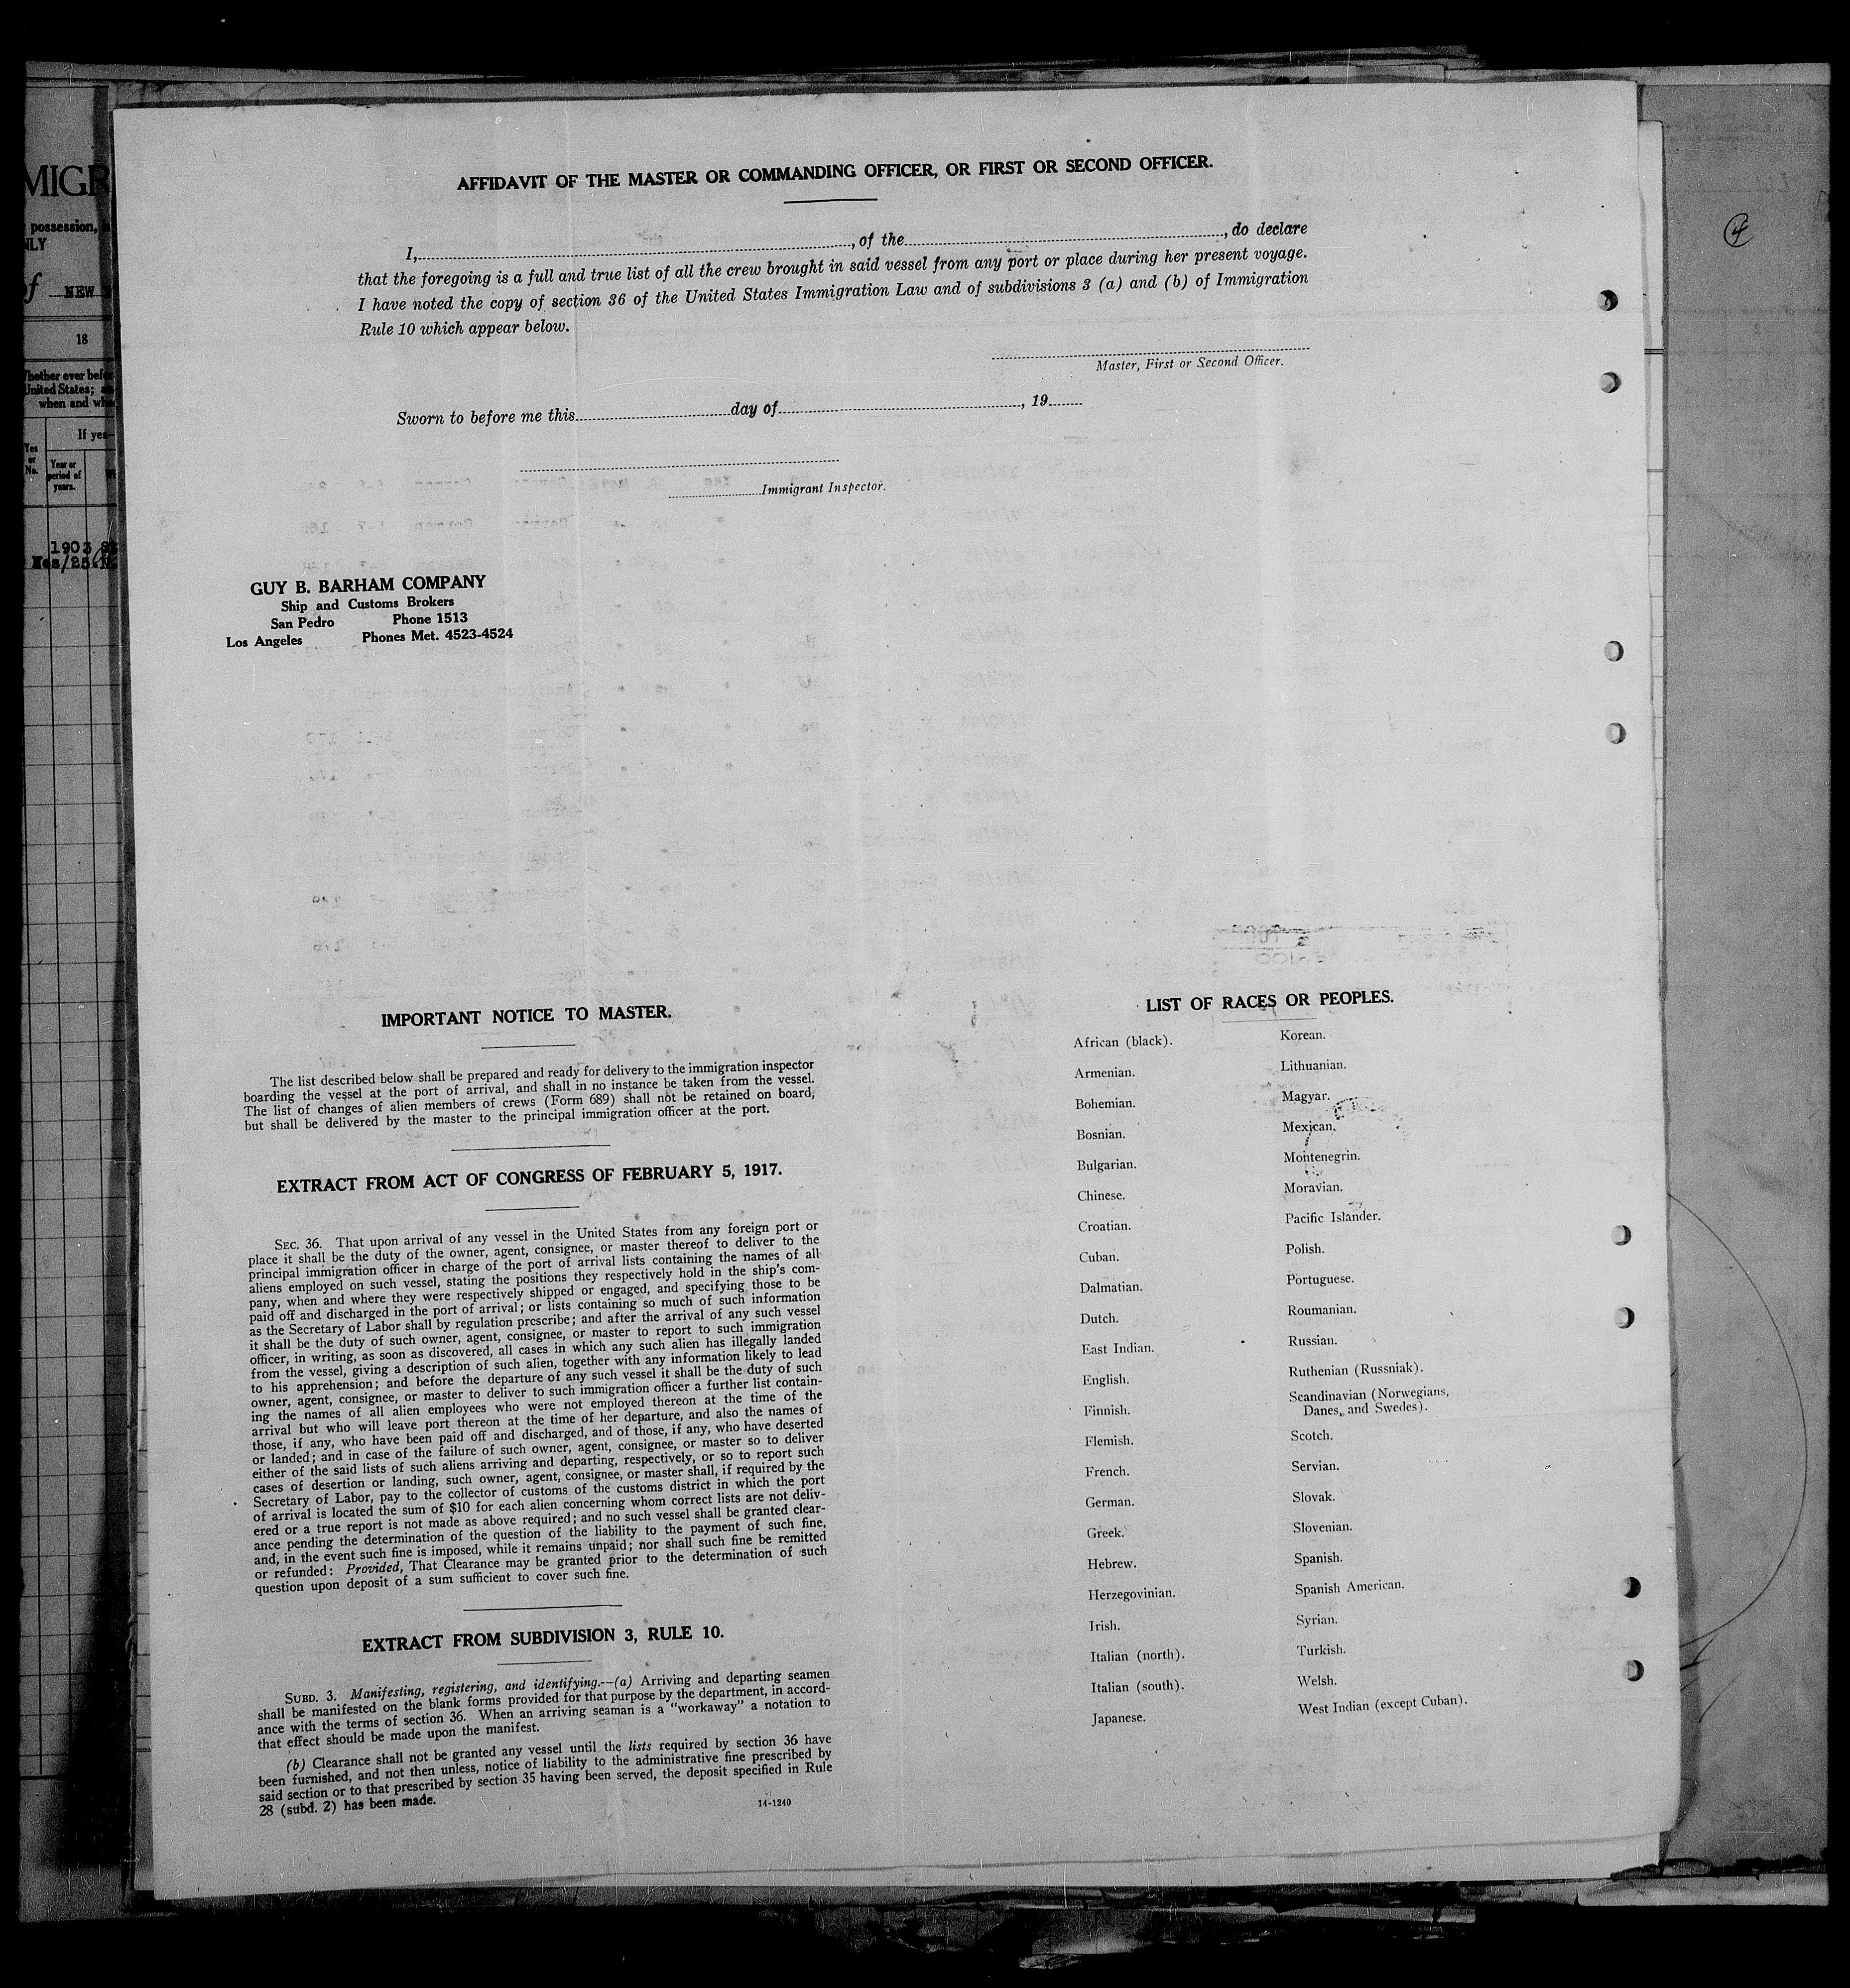 MIGR
possession,
NLY
of NEW
18
Whether ever bef
United States;
when and wh
If yes—
Yes or No.
Year or period of years.
1903
Yes/25
4
AFFIDAVIT OF THE MASTER OR COMMANDING OFFICER, OR FIRST OR SECOND OFFICER.
I, , of the , do declare
that the foregoing is a full and true list of all the crew brought in said vessel from any port or place during her present voyage.
I have noted the copy of section 36 of the United States Immigration Law and of subdivisions 3 (a) and (b) of Immigration
Rule 10 which appear below.
Master, First or Second Officer.
Sworn to before me this day of , 19
Immigrant Inspector.
GUY B. BARHAM COMPANY
Ship and Customs Brokers
San Pedro Phone 1513
Los Angeles Phones Met. 4523-4524
IMPORTANT NOTICE TO MASTER.
The list described below shall be prepared and ready for delivery to the immigration inspector
boarding the vessel at the port of arrival, and shall in no instance be taken from the vessel.
The list of changes of alien members of crews (Form 689) shall not be retained on board,
but shall be delivered by the master to the principal immigration officer at the port.
EXTRACT FROM ACT OF CONGRESS OF FEBRUARY 5, 1917.
SEC. 36. That upon arrival of any vessel in the United States from any foreign port or
place it shall be the duty of the owner, agent, consignee, or master thereof to deliver to the
principal immigration officer in charge of the port of arrival lists containing the names of all
aliens employed on such vessel, stating the positions they respectively hold in the ship's com-
pany, when and where they were respectively shipped or engaged, and specifying those to be
paid off and discharged in the port of arrival; or lists containing so much of such information
as the Secretary of Labor shall by regulation prescribe; and after the arrival of any such vessel
it shall be the duty of such owner, agent, consignee, or master to report to such immigration
officer, in writing, as soon as discovered, all cases in which any such alien has illegally landed
from the vessel, giving a description of such alien, together with any information likely to lead
to his apprehension; and before the departure of any such vessel it shall be the duty of such
owner, agent, consignee, or master to deliver to such immigration officer a further list contain-
ing the names of all alien employees who were not employed thereon at the time of the
arrival but who will leave port thereon at the time of her departure, and also the names of
those, if any, who have been paid off and discharged, and of those, if any, who have deserted
or landed; and in case of the failure of such owner, agent, consignee, or master so to deliver
either of the said lists of such aliens arriving and departing, respectively, or so to report such
cases of desertion or landing, such owner, agent, consignee, or master shall, if required by the
Secretary of Labor, pay to the collector of customs of the customs district in which the port
of arrival is located the sum of $10 for each alien concerning whom correct lists are not deliv-
ered or a true report is not made as above required; and no such vessel shall be granted clear-
ance pending the determination of the question of the liability to the payment of such fine,
and, in the event such fine is imposed, while it remains unpaid; nor shall such fine be remitted
or refunded: Provided, That Clearance may be granted prior to the determination of such
question upon deposit of a sum sufficient to cover such fine.
EXTRACT FROM SUBDIVISION 3, RULE 10.
SUBD. 3. Manifesting, registering, and identifying.—(a) Arriving and departing seamen
shall be manifested on the blank forms provided for that purpose by the department, in accord-
ance with the terms of section 36. When an arriving seaman is a "workaway" a notation to
that effect should be made upon the manifest.
(b) Clearance shall not be granted any vessel until the lists required by section 36 have
been furnished, and not then unless, notice of liability to the administrative fine prescribed by
said section or to that prescribed by section 35 having been served, the deposit specified in Rule
28 (subd. 2) has been made.
14-1240
LIST OF RACES OR PEOPLES.
African (black).
Armenian.
Bohemian.
Bosnian.
Bulgarian.
Chinese.
Croatian.
Cuban.
Dalmatian.
Dutch.
East Indian.
English.
Finnish.
Flemish.
French.
German.
Greek.
Hebrew.
Herzegovinian.
Irish.
Italian (north).
Italian (south).
Japanese.
Korean.
Lithuanian.
Magyar.
Mexican.
Montenegrin.
Moravian.
Pacific Islander.
Polish.
Portuguese.
Roumanian.
Russian.
Ruthenian (Russniak).
Scandinavian (Norwegians,
Danes, and Swedes).
Scotch.
Servian.
Slovak.
Slovenian.
Spanish.
Spanish American.
Syrian.
Turkish.
Welsh.
West Indian (except Cuban).